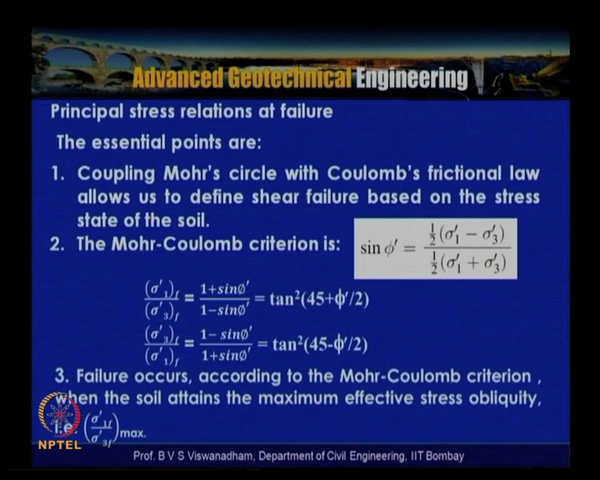 Advanced Geotechnical Engineering
Principal stress relations at failure
The essential points are:
1. Coupling Mohr's circle with Coulomb's frictional law
allows us to define shear failure based on the stress
state of the soil.
2. The Mohr-Coulomb criterion is: sin ϕ′ = ½(σ′₁ − σ′₃) / ½(σ′₁ + σ′₃)
(σ′₁)f / (σ′₃)f = 1+sinø′ / 1−sinø′ = tan²(45+ϕ′/2)
(σ′₃)f / (σ′₁)f = 1− sinø′ / 1+sinø′ = tan²(45-ϕ′/2)
3. Failure occurs, according to the Mohr-Coulomb criterion ,
when the soil attains the maximum effective stress obliquity,
i.e. (σ′1f / σ′3f)max.
NPTEL
Prof. B V S Viswanadham, Department of Civil Engineering, IIT Bombay